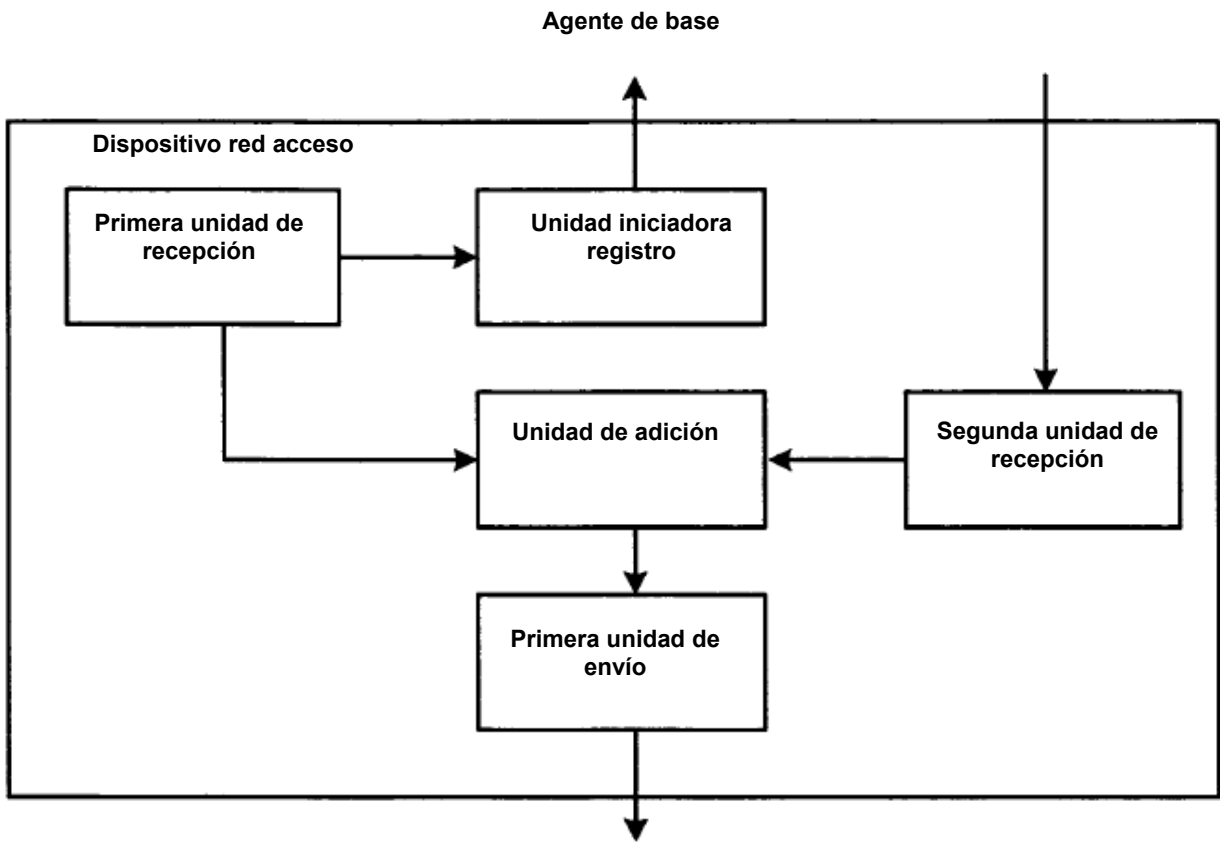 Agente de base
Dispositivo red acceso
Primera unidad de
recepción
Unidad iniciadora
registro
Unidad de adición
Segunda unidad de
recepción
Primera unidad de
envío